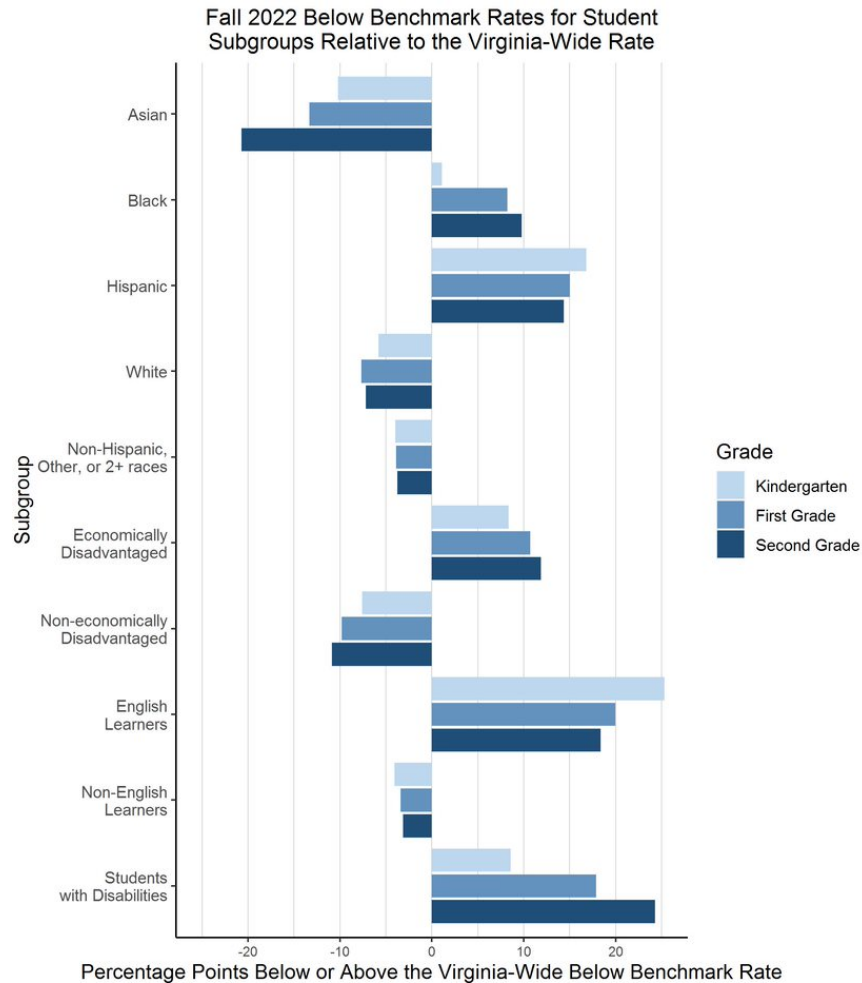 Fall 2022 Below Benchmark Rates for Student
Subgroups Relative to the Virginia-Wide Rate
Subgroup
Asian
Black
Hispanic
White
Non-Hispanic,
Other, or 2+ races
Economically
Disadvantaged
Non-economically
Disadvantaged
English
Learners
Non-English
Learners
Students
with Disabilities
Grade
Kindergarten
First Grade
Second Grade
-20 -10 0 10 20
Percentage Points Below or Above the Virginia-Wide Below Benchmark Rate